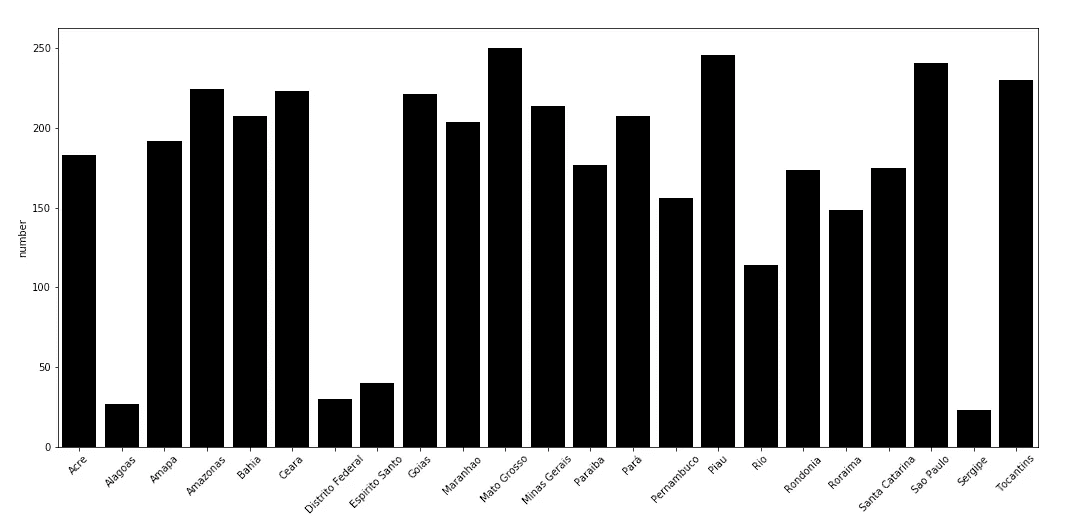 250
200
150
100
50
0
number
Acre
Alagoas
Amapa
Amazonas
Bahia
Ceara
Distrito Federal
Espirito Santo
Goias
Maranhao
Mato Grosso
Minas Gerais
Paraiba
Pará
Pernambuco
Piau
Rio
Rondonia
Roraima
Santa Catarina
Sao Paulo
Sergipe
Tocantins